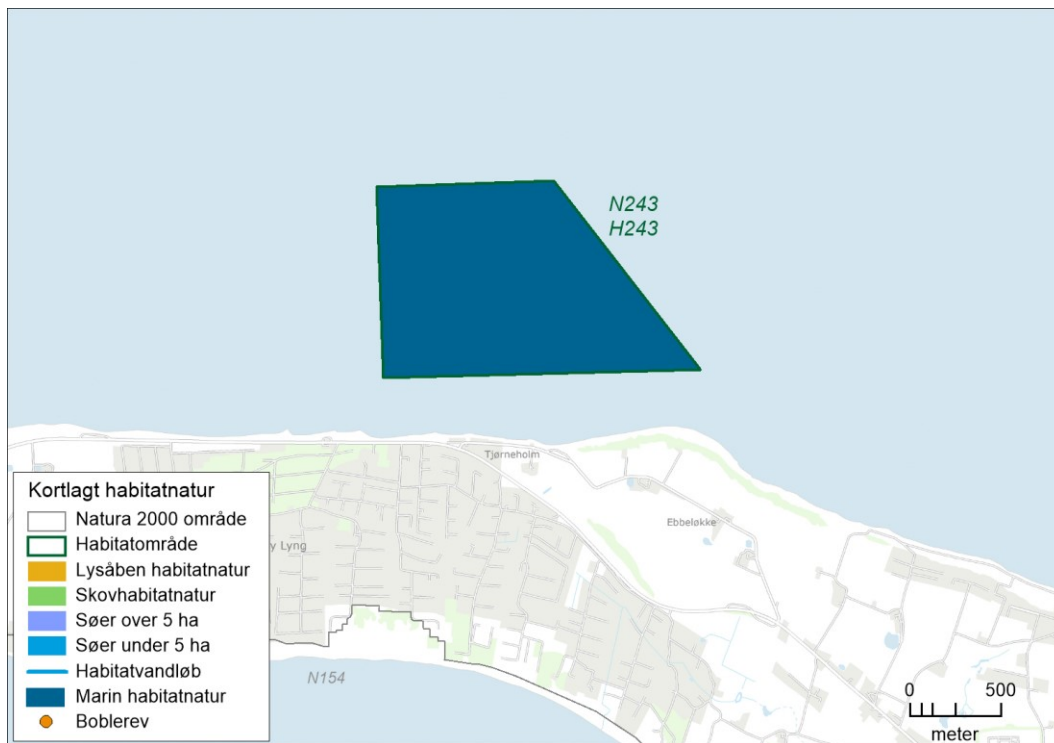 N243
H243
Tjørneholm
Ebbeløkke
y Lyng
N154
Kortlagt habitatnatur
Natura 2000 område
Habitatområde
Lysåben habitatnatur
Skovhabitatnatur
Søer over 5 ha
Søer under 5 ha
Habitatvandløb
Marin habitatnatur
Boblerev
0 500
meter